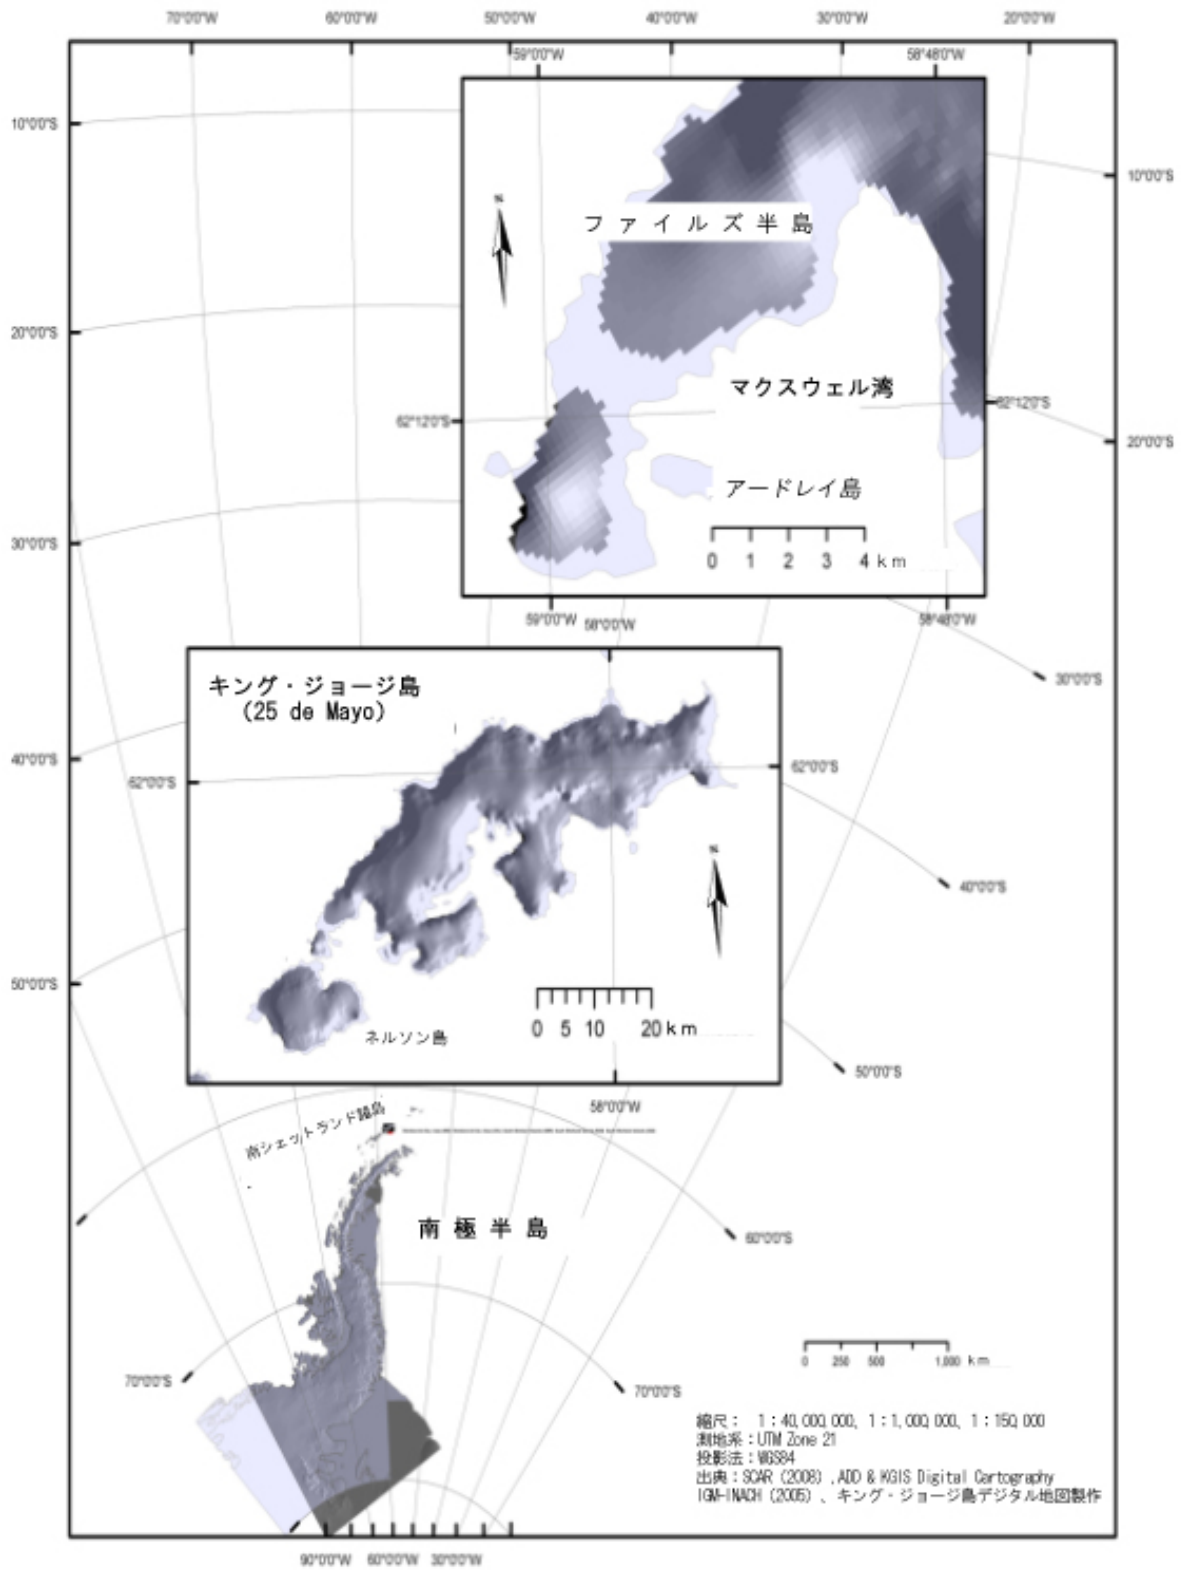 70°0'0"W 60°0'0"W 50°0'0"W 40°0'0"W 30°0'0"W 20°0'0"W
59°0'0"W 58°48'0"W
10°0'0"S
10°0'0"S
ファイルズ半島
20°0'0"S
マクスウェル湾
62°12'0"S
62°12'0"S
20°0'0"S
アードレイ島
30°0'0"S
0 1 2 3 4 km
59°0'0"W 58°0'0"W 58°48'0"W
30°0'0"S
キング・ジョージ島
(25 de Mayo)
40°0'0"S
62°00'S
62°0'0"S
40°0'0"S
50°0'0"S
0 5 10 20 km
ネルソン島
50°0'0"S
58°0'0"W
南シェットランド諸島
南極半島
60°0'0"S
0 250 500 1,000 km
70°0'0"S
70°0'0"S
縮尺： 1：40,000,000, 1：1,000,000, 1：150,000
測地系：UTM Zone 21
投影法：WGS84
出典：SCAR (2008) , ADD & KGIS Digital Cartography
IGM-INACH (2005) 、キング・ジョージ島デジタル地図製作
90°0'0"W 60°0'0"W 30°0'0"W